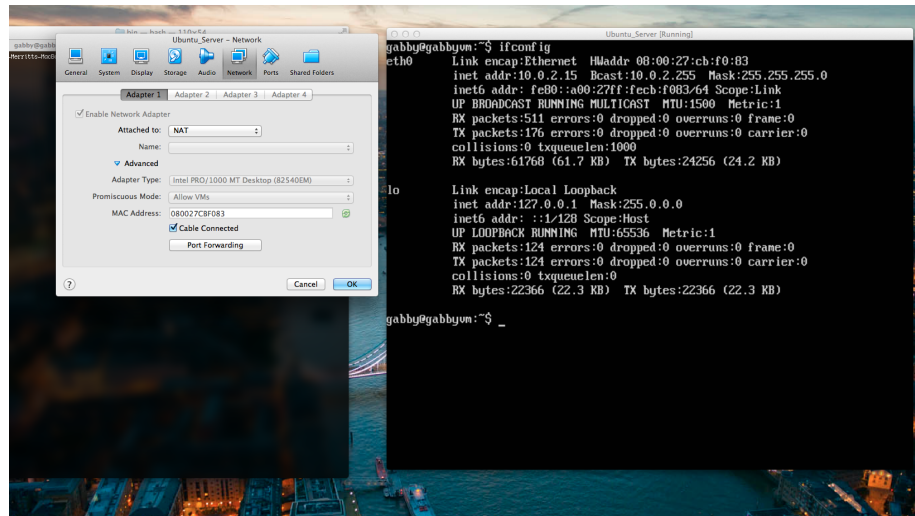 bin — bash — 110×54
gabby@gabb
Merritts-MacBo
Ubuntu_Server – Network
General System Display Storage Audio Network Ports Shared Folders
Adapter 1 Adapter 2 Adapter 3 Adapter 4
Enable Network Adapter
Attached to: NAT
Name:
Advanced
Adapter Type: Intel PRO/1000 MT Desktop (82540EM)
Promiscuous Mode: Allow VMs
MAC Address: 080027CBF083
Cable Connected
Port Forwarding
? Cancel OK
Ubuntu_Server [Running]
gabby@gabbyvm:~$ ifconfig
eth0 Link encap:Ethernet HWaddr 08:00:27:cb:f0:83
inet addr:10.0.2.15 Bcast:10.0.2.255 Mask:255.255.255.0
inet6 addr: fe80::a00:27ff:fecb:f083/64 Scope:Link
UP BROADCAST RUNNING MULTICAST MTU:1500 Metric:1
RX packets:511 errors:0 dropped:0 overruns:0 frame:0
TX packets:176 errors:0 dropped:0 overruns:0 carrier:0
collisions:0 txqueuelen:1000
RX bytes:61768 (61.7 KB) TX bytes:24256 (24.2 KB)
lo Link encap:Local Loopback
inet addr:127.0.0.1 Mask:255.0.0.0
inet6 addr: ::1/128 Scope:Host
UP LOOPBACK RUNNING MTU:65536 Metric:1
RX packets:124 errors:0 dropped:0 overruns:0 frame:0
TX packets:124 errors:0 dropped:0 overruns:0 carrier:0
collisions:0 txqueuelen:0
RX bytes:22366 (22.3 KB) TX bytes:22366 (22.3 KB)
gabby@gabbyvm:~$ _